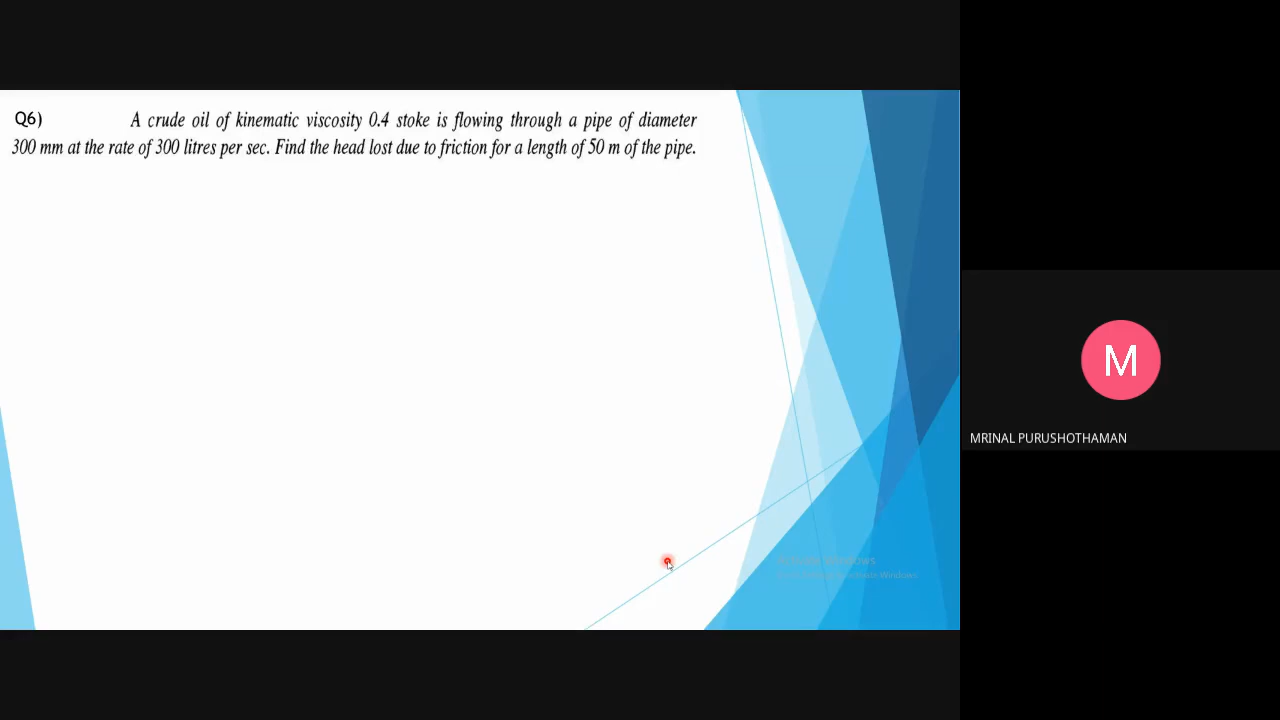 Q6) A crude oil of kinematic viscosity 0.4 stoke is flowing through a pipe of diameter
300 mm at the rate of 300 litres per sec. Find the head lost due to friction for a length of 50 m of the pipe.
M
MRINAL PURUSHOTHAMAN